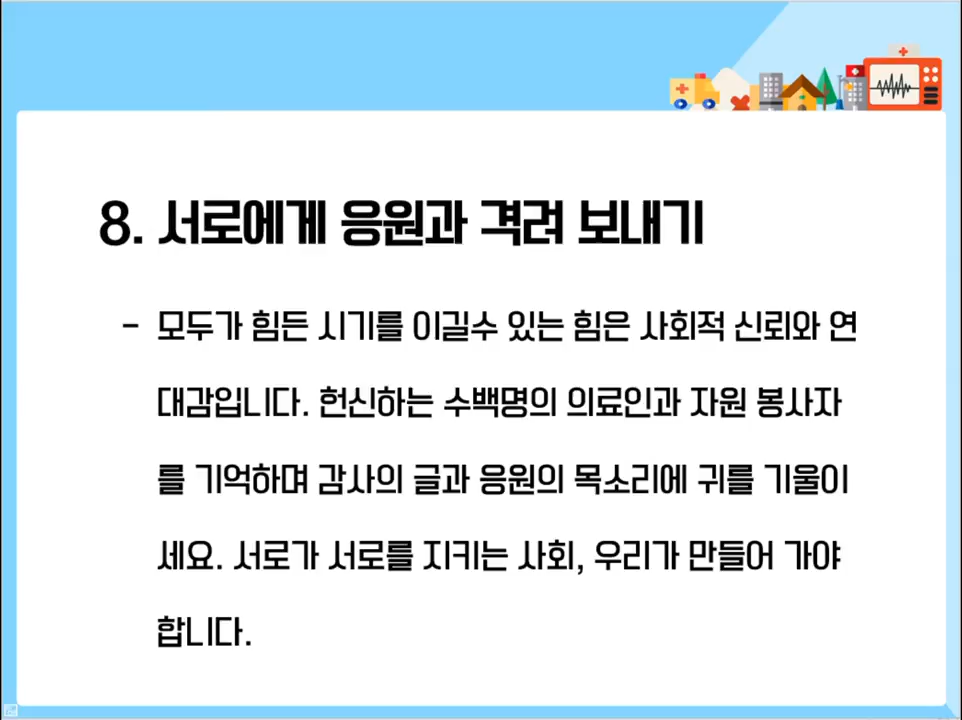 8. 서로에게 응원과 격려 보내기
- 모두가 힘든 시기를 이길수 있는 힘은 사회적 신뢰와 연
대감입니다. 헌신하는 수백명의 의료인과 자원 봉사자
를 기억하며 감사의 글과 응원의 목소리에 귀를 기울이
세요. 서로가 서로를 지키는 사회, 우리가 만들어 가야
합니다.